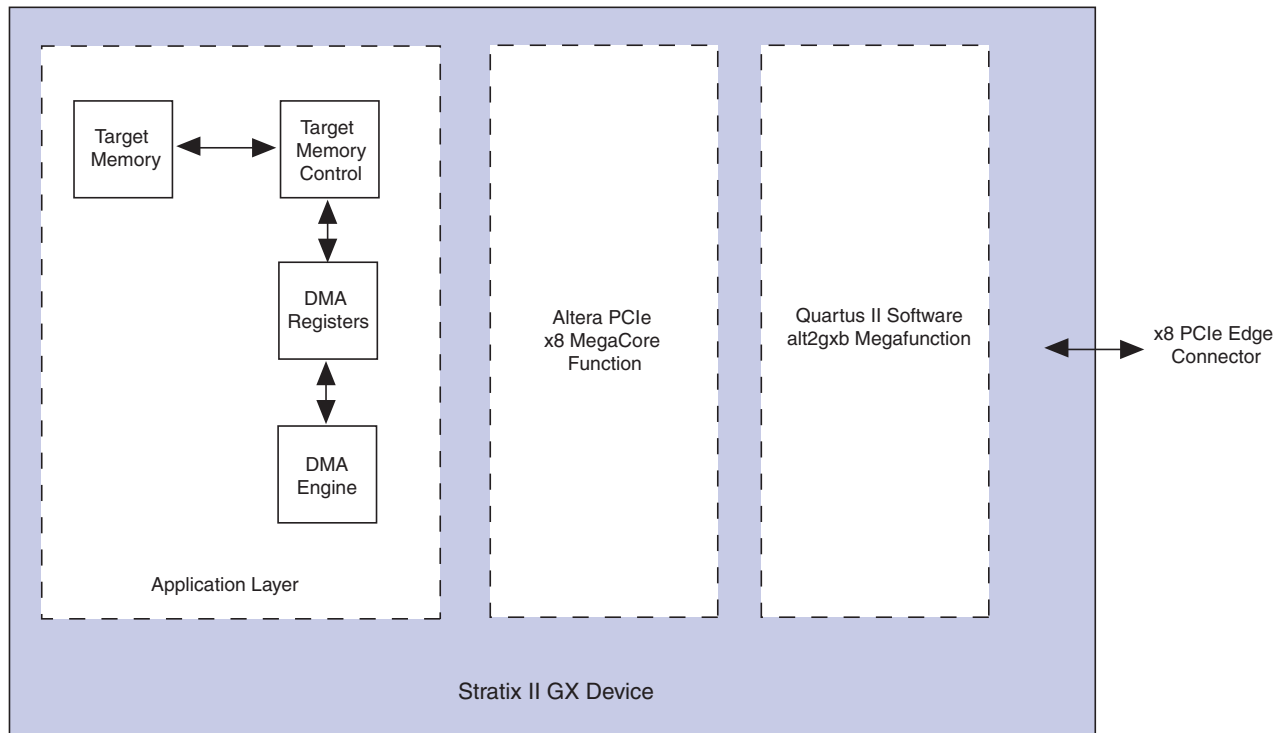 Target
Memory
Target
Memory
Control
DMA
Registers
DMA
Engine
Application Layer
Altera PCIe
x8 MegaCore
Function
Quartus II Software
alt2gxb Megafunction
x8 PCIe Edge
Connector
Stratix II GX Device